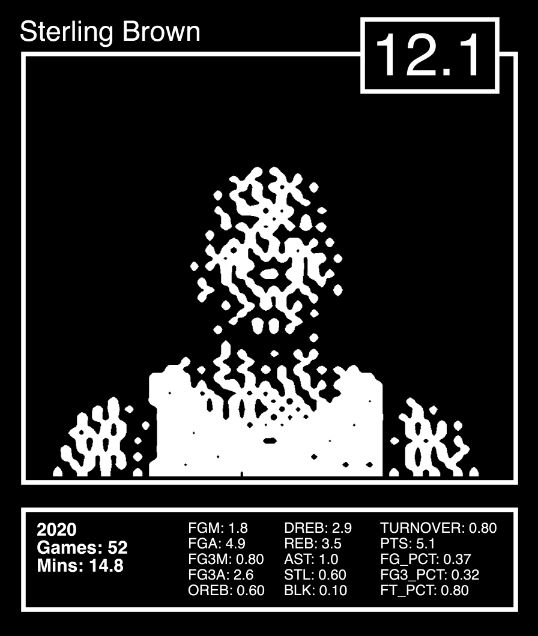 Sterling Brown
12.1
2020
Games: 52
Mins: 14.8
FGM: 1.8
FGA: 4.9
FG3M: 0.80
FG3A: 2.6
OREB: 0.60
DREB: 2.9
REB: 3.5
AST: 1.0
STL: 0.60
BLK: 0.10
TURNOVER: 0.80
PTS: 5.1
FG_PCT: 0.37
FG3_PCT: 0.32
FT_PCT: 0.80